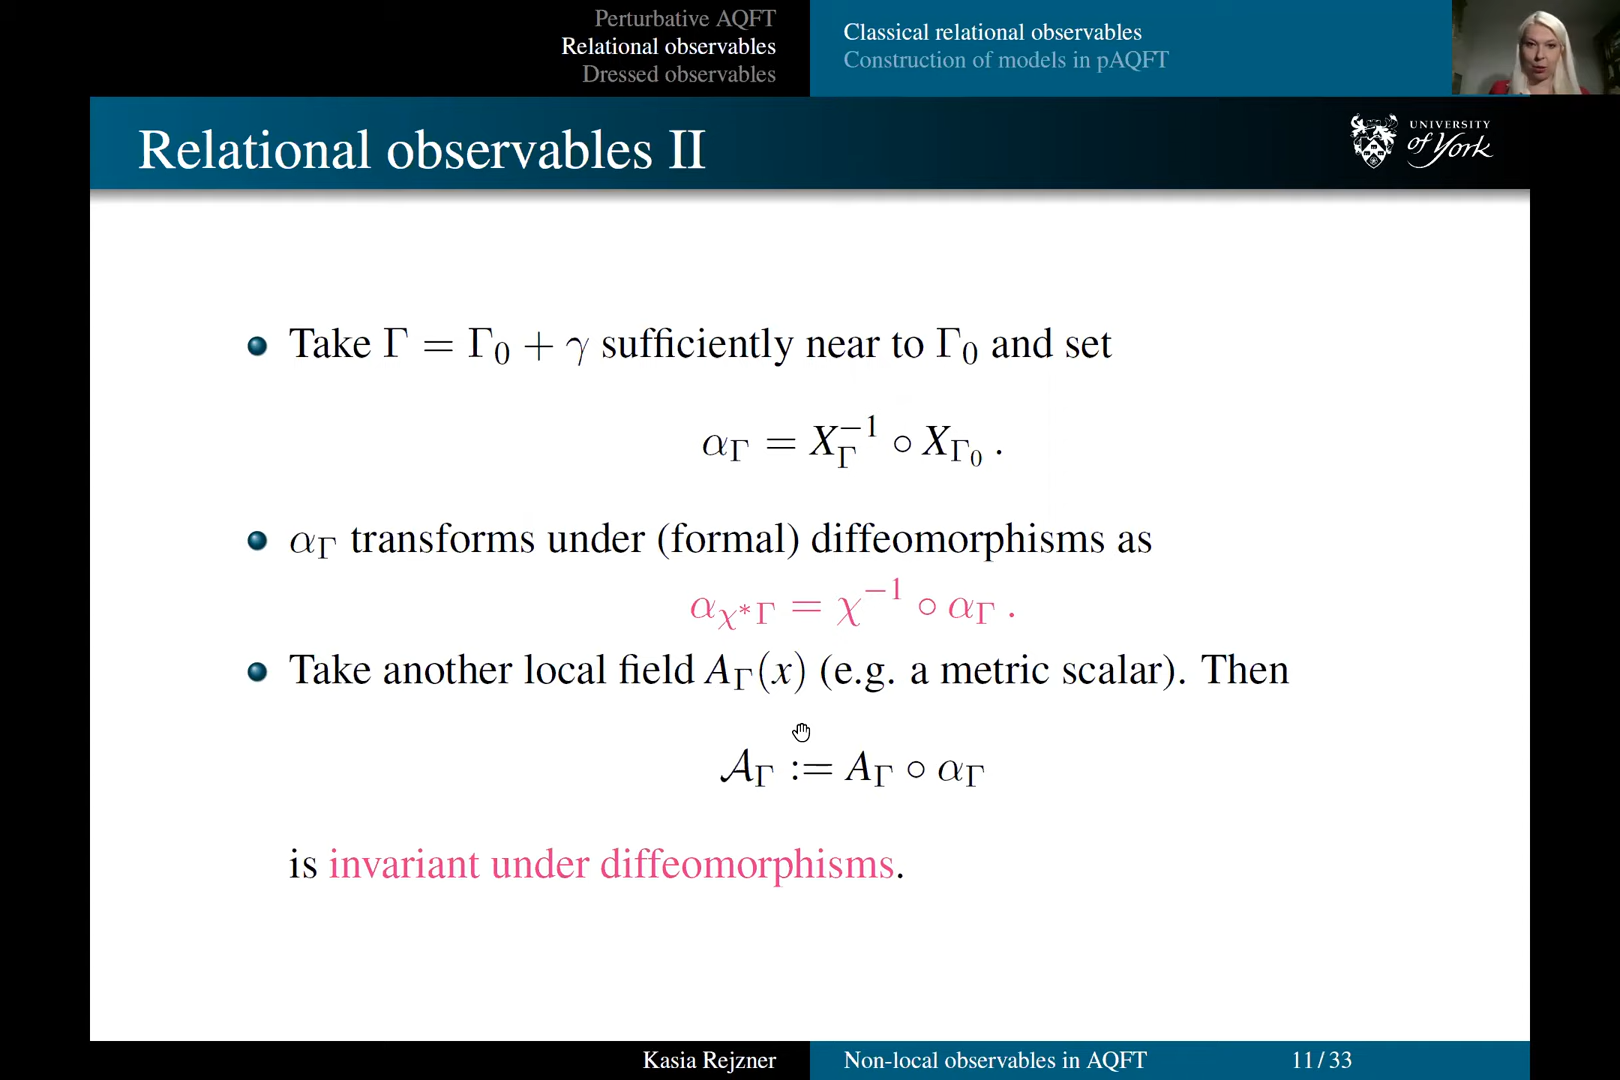 Perturbative AQFT
Relational observables
Dressed observables
Classical relational observables
Construction of models in pAQFT
Relational observables II
UNIVERSITY
of York
Take Γ = Γ₀ + γ sufficiently near to Γ₀ and set
α_Γ = X_Γ^{−1} ∘ X_{Γ₀} .
α_Γ transforms under (formal) diffeomorphisms as
α_{χ*Γ} = χ^{−1} ∘ α_Γ .
Take another local field A_Γ(x) (e.g. a metric scalar). Then
𝒜_Γ := A_Γ ∘ α_Γ
is invariant under diffeomorphisms.
Kasia Rejzner
Non-local observables in AQFT
11 / 33